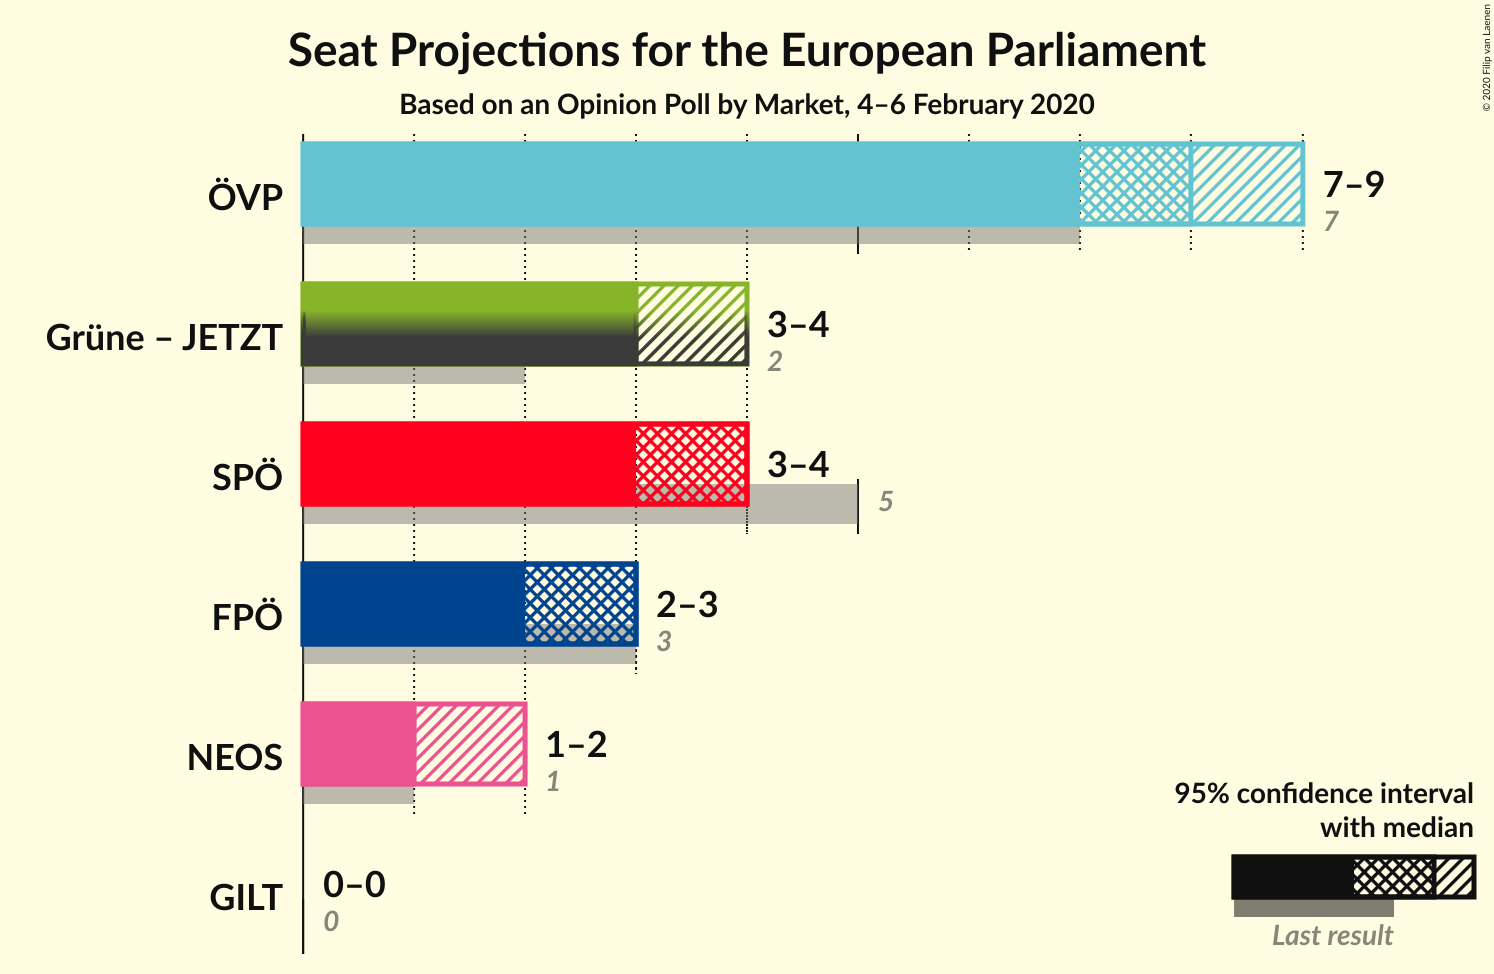 Seat Projections for the European Parliament
Based on an Opinion Poll by Market, 4–6 February 2020
© 2020 Filip van Laenen
ÖVP
7–9
7
Grüne – JETZT
3–4
2
SPÖ
3–4
5
FPÖ
2–3
3
NEOS
1–2
1
GILT
0–0
0
95% confidence interval
with median
Last result